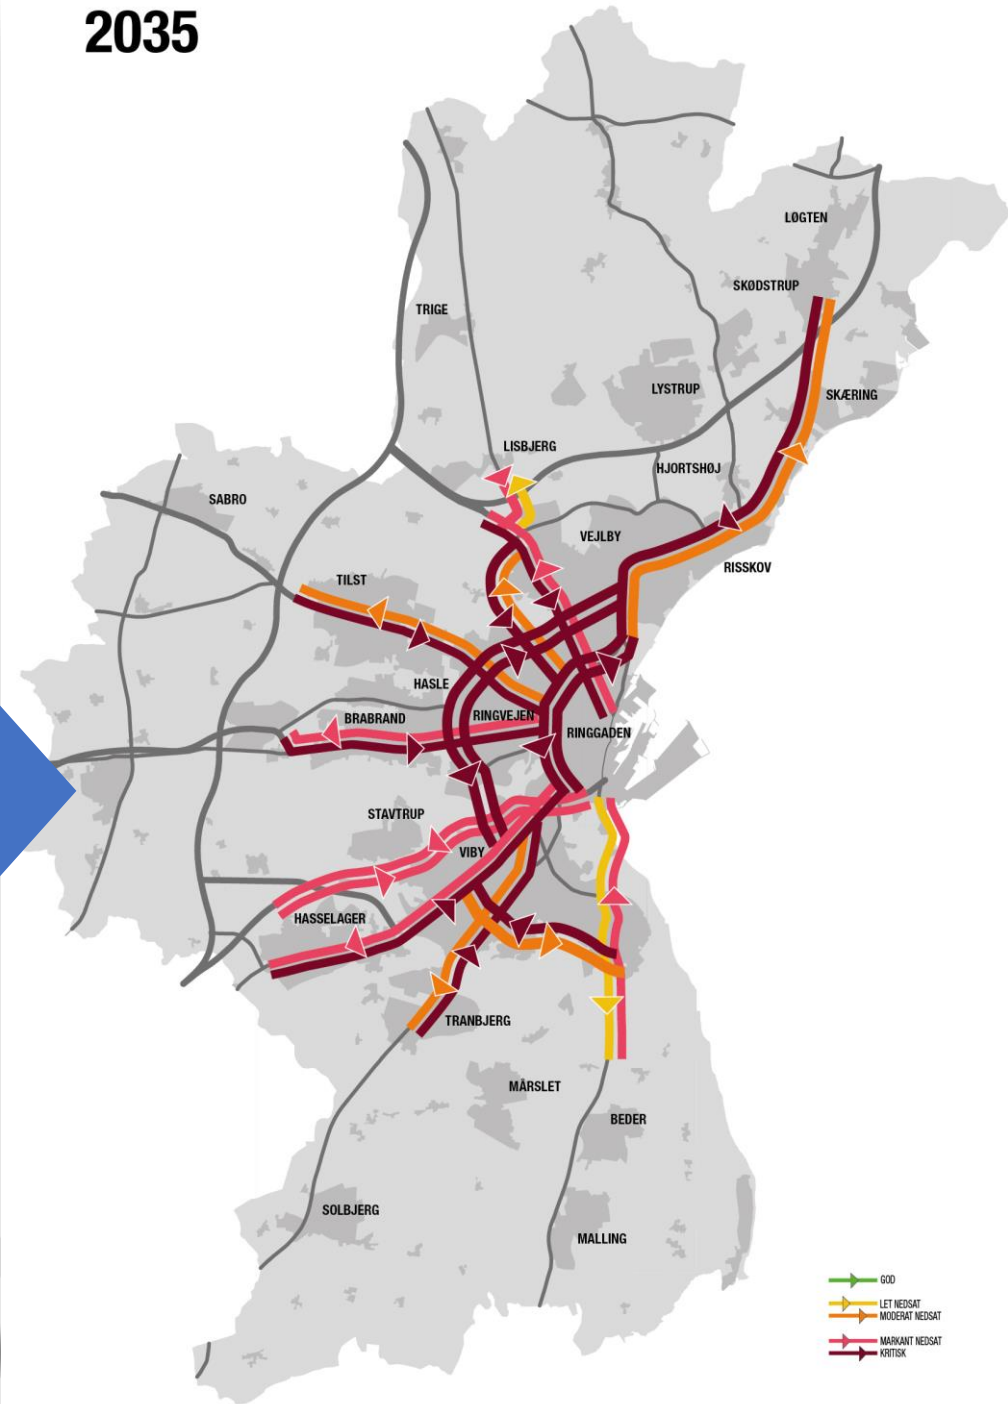 2035
LØGTEN
SKØDSTRUP
TRIGE
LYSTRUP
SKÆRING
LISBJERG
HJORTSHØJ
SABRO
VEJLBY
RISSKOV
TILST
HASLE
BRABRAND
RINGVEJEN
RINGGADEN
STAVTRUP
VIBY
HASSELAGER
TRANBJERG
MÅRSLET
BEDER
SOLBJERG
MALLING
GOD
LET NEDSAT
MODERAT NEDSAT
MARKANT NEDSAT
KRITISK